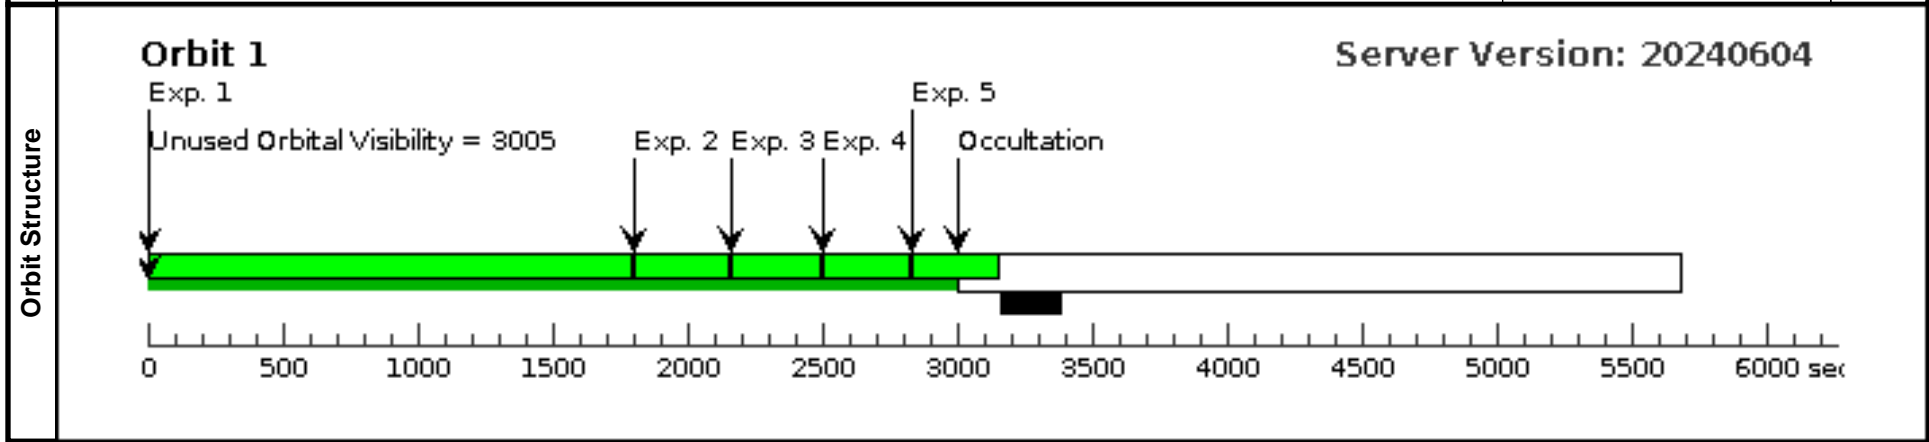 Orbit Structure
Orbit 1
Server Version: 20240604
Exp. 1
Exp. 5
Unused Orbital Visibility = 3005
Exp. 2
Exp. 3
Exp. 4
Occultation
0 500 1000 1500 2000 2500 3000 3500 4000 4500 5000 5500 6000 sec